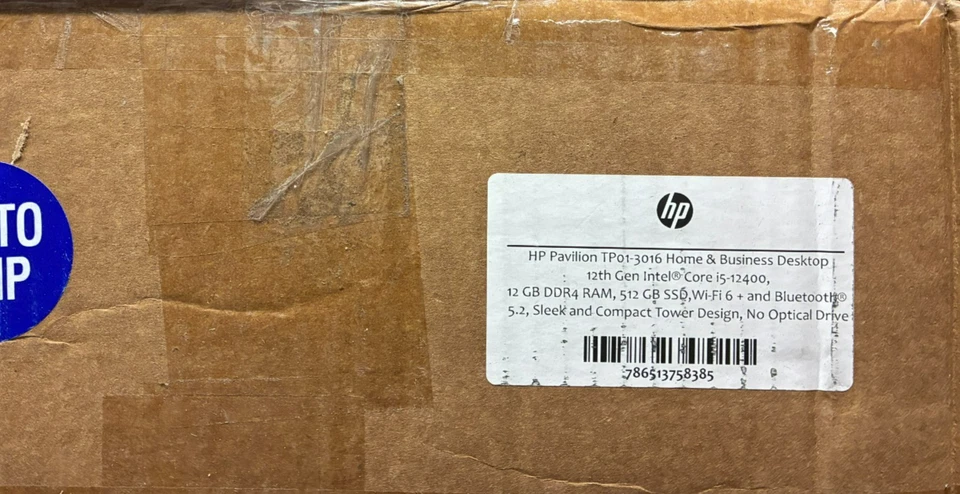 TO
IP
hp
HP Pavilion TP01-3016 Home & Business Desktop
12th Gen Intel® Core i5-12400,
12 GB DDR4 RAM, 512 GB SSD,Wi-Fi 6 + and Bluetooth®
5.2, Sleek and Compact Tower Design, No Optical Drive
786513758385